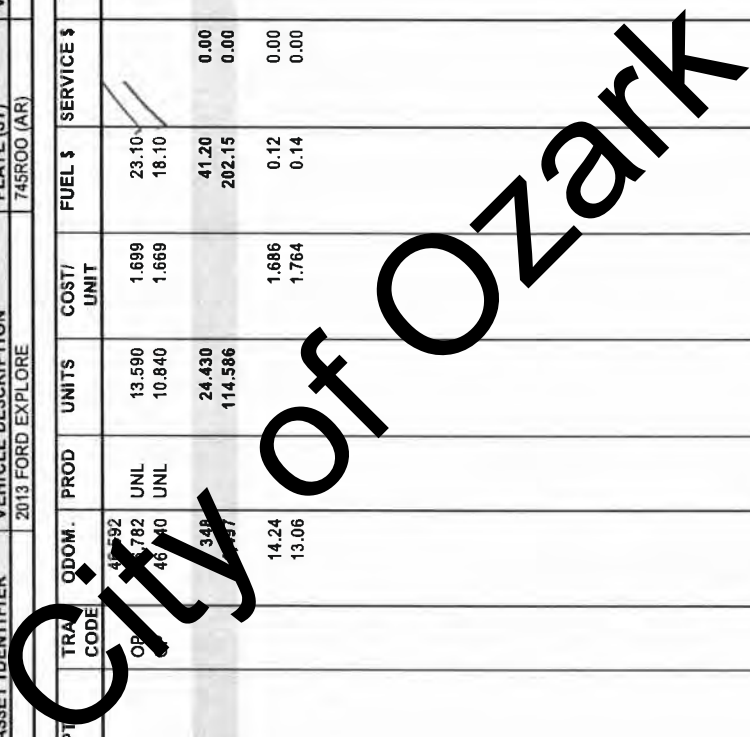 ASSET IDENTIFIER VEHICLE DESCRIPTION
2013 FORD EXPLORE 745ROO (AR)
ODOM. PROD UNITS COST/ UNIT FUEL $ SERVICE $
CODE
UNL 13.590 1.699 23.10
UNL 10.840 1.669 18.10
24.430 41.20 0.00
114.586 202.15 0.00
14.24 1.686 0.12 0.00
13.06 1.764 0.14 0.00
City of Ozark